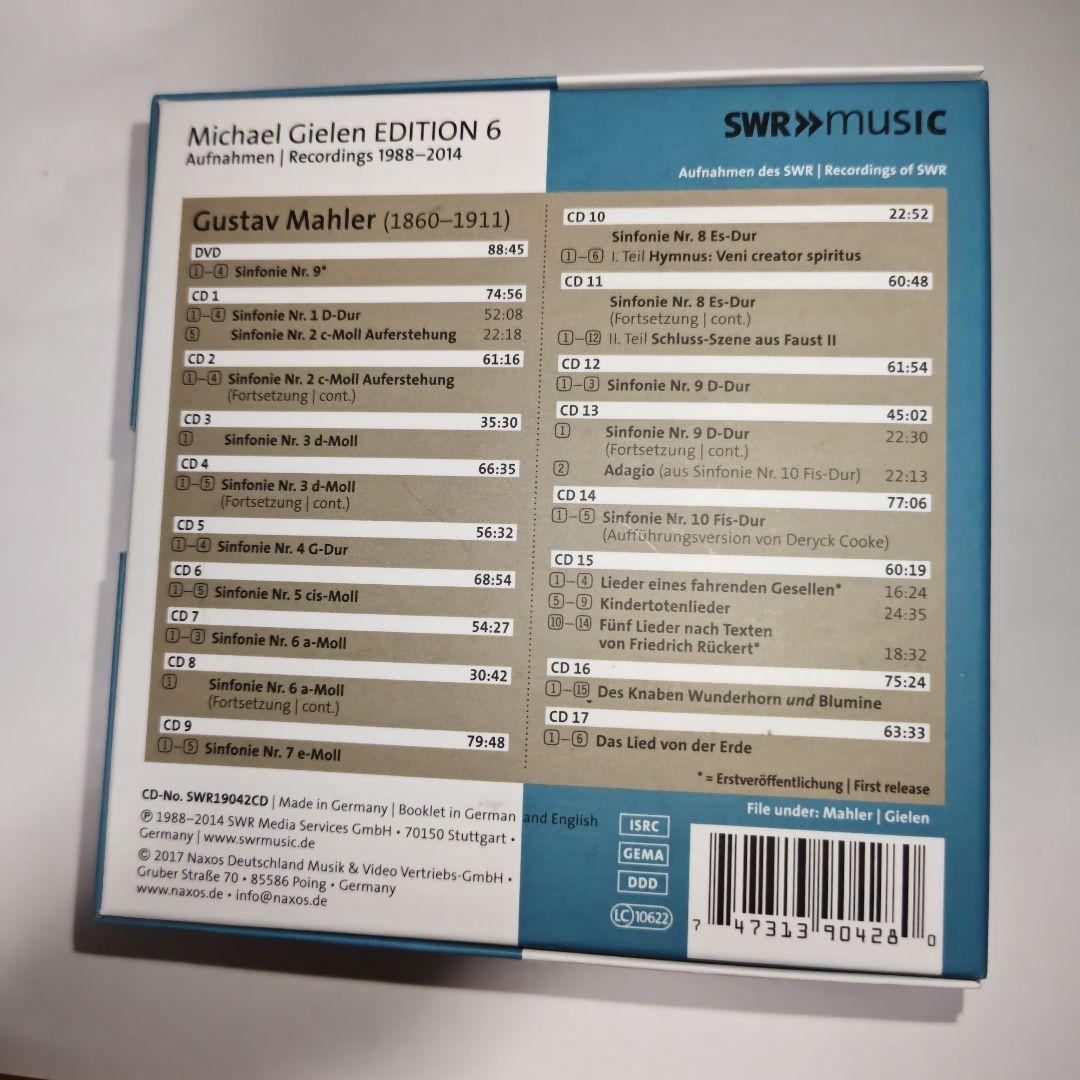 Michael Gielen EDITION 6
Aufnahmen | Recordings 1988–2014
SWR»music
Aufnahmen des SWR | Recordings of SWR
Gustav Mahler (1860–1911)
DVD 88:45
1–4 Sinfonie Nr. 9*
CD 1 74:56
1–4 Sinfonie Nr. 1 D-Dur 52:08
5 Sinfonie Nr. 2 c-Moll Auferstehung 22:18
CD 2 61:16
1–4 Sinfonie Nr. 2 c-Moll Auferstehung
(Fortsetzung | cont.)
CD 3 35:30
1 Sinfonie Nr. 3 d-Moll
CD 4 66:35
1–5 Sinfonie Nr. 3 d-Moll
(Fortsetzung | cont.)
CD 5 56:32
1–4 Sinfonie Nr. 4 G-Dur
CD 6 68:54
1–5 Sinfonie Nr. 5 cis-Moll
CD 7 54:27
1–3 Sinfonie Nr. 6 a-Moll
CD 8 30:42
1 Sinfonie Nr. 6 a-Moll
(Fortsetzung | cont.)
CD 9 79:48
1–5 Sinfonie Nr. 7 e-Moll
CD 10 22:52
Sinfonie Nr. 8 Es-Dur
1–6 I. Teil Hymnus: Veni creator spiritus
CD 11 60:48
Sinfonie Nr. 8 Es-Dur
(Fortsetzung | cont.)
1–12 II. Teil Schluss-Szene aus Faust II
CD 12 61:54
1–3 Sinfonie Nr. 9 D-Dur
CD 13 45:02
1 Sinfonie Nr. 9 D-Dur 22:30
(Fortsetzung | cont.)
2 Adagio (aus Sinfonie Nr. 10 Fis-Dur) 22:13
CD 14 77:06
1–5 Sinfonie Nr. 10 Fis-Dur
(Aufführungsversion von Deryck Cooke)
CD 15 60:19
1–4 Lieder eines fahrenden Gesellen* 16:24
5–9 Kindertotenlieder 24:35
10–14 Fünf Lieder nach Texten
von Friedrich Rückert* 18:32
CD 16 75:24
1–15 Des Knaben Wunderhorn und Blumine
CD 17 63:33
1–6 Das Lied von der Erde
* = Erstveröffentlichung | First release
File under: Mahler | Gielen
CD-No. SWR19042CD | Made in Germany | Booklet in German and English
℗ 1988–2014 SWR Media Services GmbH • 70150 Stuttgart •
Germany | www.swrmusic.de
© 2017 Naxos Deutschland Musik & Video Vertriebs-GmbH •
Gruber Straße 70 • 85586 Poing • Germany
www.naxos.de • info@naxos.de
ISRC
GEMA
DDD
LC 10622
7 47313 90428 0